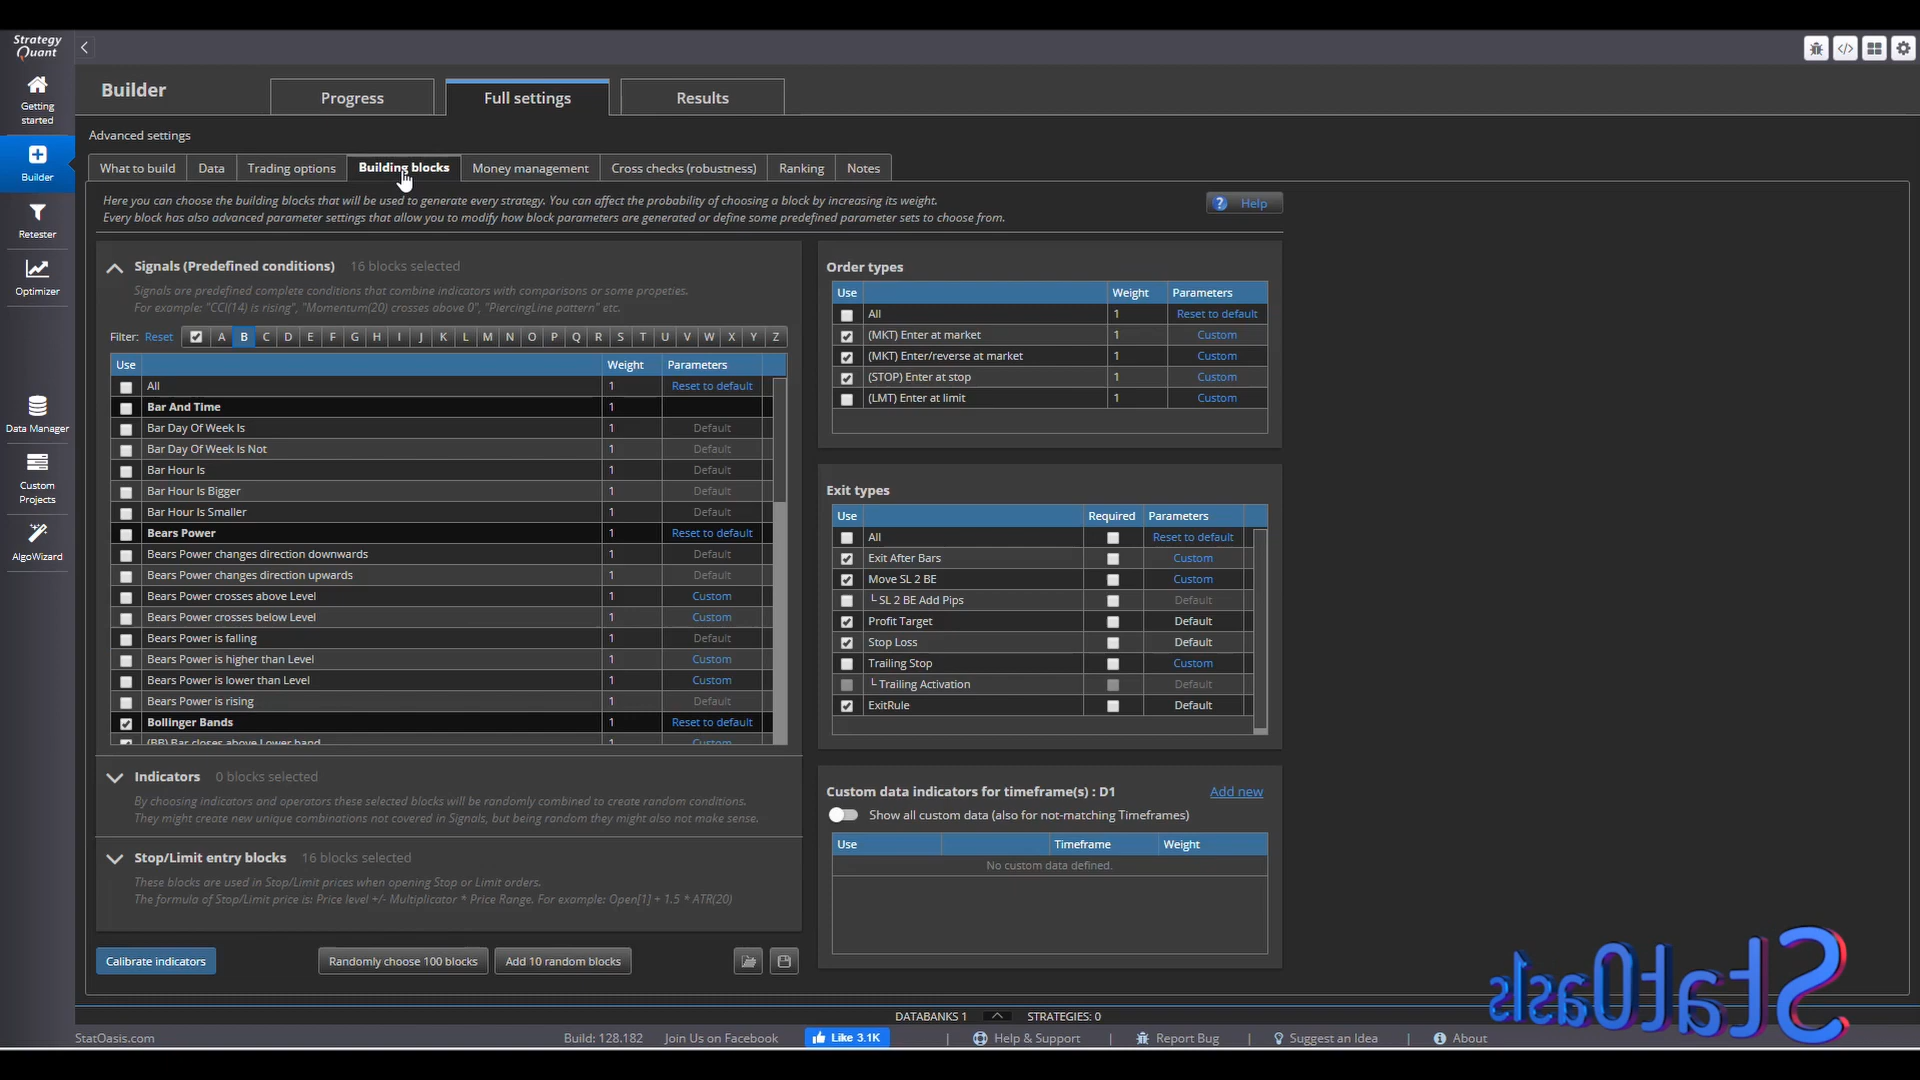 Strategy
Quant
Getting
started
Builder
Retester
Optimizer
Data Manager
Custom
Projects
AlgoWizard
Builder
Progress
Full settings
Results
Advanced settings
What to build
Data
Trading options
Building blocks
Money management
Cross checks (robustness)
Ranking
Notes
Here you can choose the building blocks that will be used to generate every strategy. You can affect the probability of choosing a block by increasing its weight.
Every block has also advanced parameter settings that allow you to modify how block parameters are generated or define some predefined parameter sets to choose from.
? Help
Signals (Predefined conditions) 16 blocks selected
Signals are predefined complete conditions that combine indicators with comparisons or some propeties.
For example: "CCI(14) is rising", "Momentum(20) crosses above 0", "PiercingLine pattern" etc.
Filter: Reset A B C D E F G H I J K L M N O P Q R S T U V W X Y Z
Use Weight Parameters
All 1 Reset to default
Bar And Time 1
Bar Day Of Week Is 1 Default
Bar Day Of Week Is Not 1 Default
Bar Hour Is 1 Default
Bar Hour Is Bigger 1 Default
Bar Hour Is Smaller 1 Default
Bears Power 1 Reset to default
Bears Power changes direction downwards 1 Default
Bears Power changes direction upwards 1 Default
Bears Power crosses above Level 1 Custom
Bears Power crosses below Level 1 Custom
Bears Power is falling 1 Default
Bears Power is higher than Level 1 Custom
Bears Power is lower than Level 1 Custom
Bears Power is rising 1 Default
Bollinger Bands 1 Reset to default
(BB) Bar closes above Lower band 1 Custom
Indicators 0 blocks selected
By choosing indicators and operators these selected blocks will be randomly combined to create random conditions.
They might create new unique combinations not covered in Signals, but being random they might also not make sense.
Stop/Limit entry blocks 16 blocks selected
These blocks are used in Stop/Limit prices when opening Stop or Limit orders.
The formula of Stop/Limit price is: Price level +/- Multiplicator * Price Range. For example: Open[1] + 1.5 * ATR(20)
Calibrate indicators
Randomly choose 100 blocks
Add 10 random blocks
Order types
Use Weight Parameters
All 1 Reset to default
(MKT) Enter at market 1 Custom
(MKT) Enter/reverse at market 1 Custom
(STOP) Enter at stop 1 Custom
(LMT) Enter at limit 1 Custom
Exit types
Use Required Parameters
All Reset to default
Exit After Bars Custom
Move SL 2 BE Custom
SL 2 BE Add Pips Default
Profit Target Default
Stop Loss Default
Trailing Stop Custom
Trailing Activation Default
ExitRule Default
Custom data indicators for timeframe(s) : D1 Add new
Show all custom data (also for not-matching Timeframes)
Use Timeframe Weight
No custom data defined.
StatOasis
DATABANKS 1 STRATEGIES: 0
StatOasis.com
Build: 128.182
Join Us on Facebook
Like 3.1K
Help & Support
Report Bug
Suggest an Idea
About